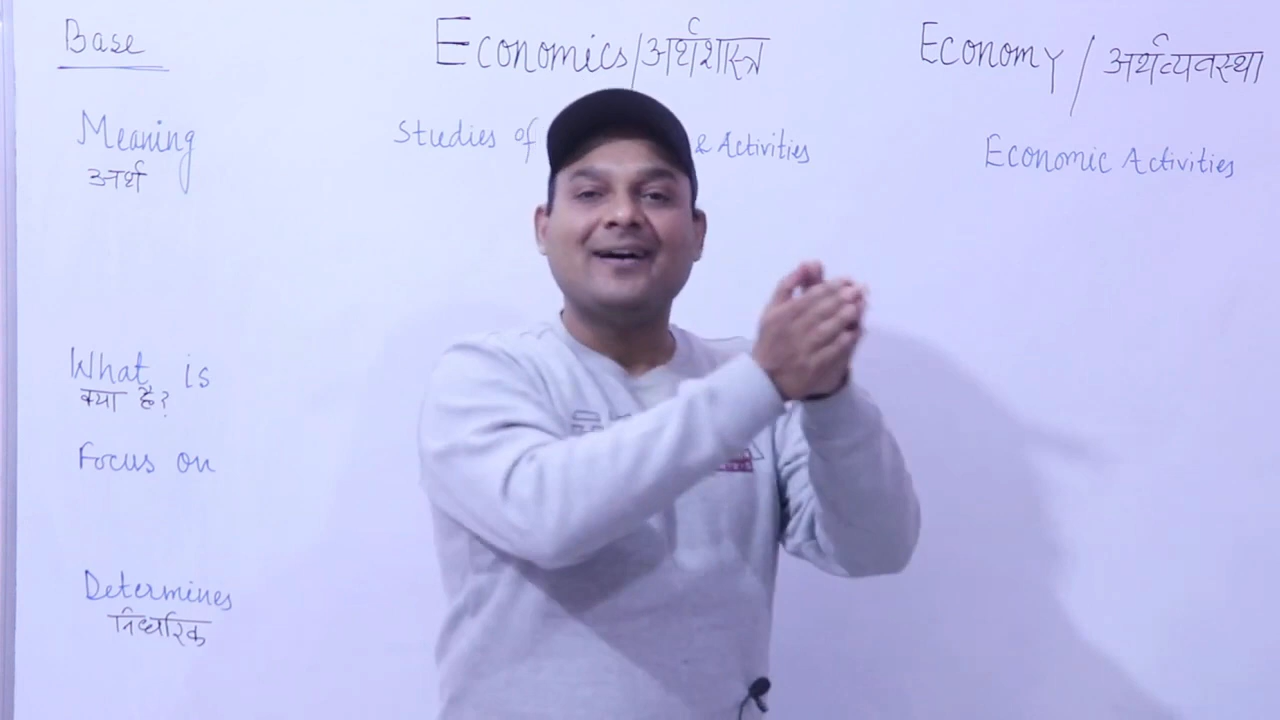 Base
Economics/अर्थशास्त्र
Economy/अर्थव्यवस्था
Meaning
अर्थ
Studies of & Activities
Economic Activities
What is
क्या है?
Focus on
Determines
निर्धारक